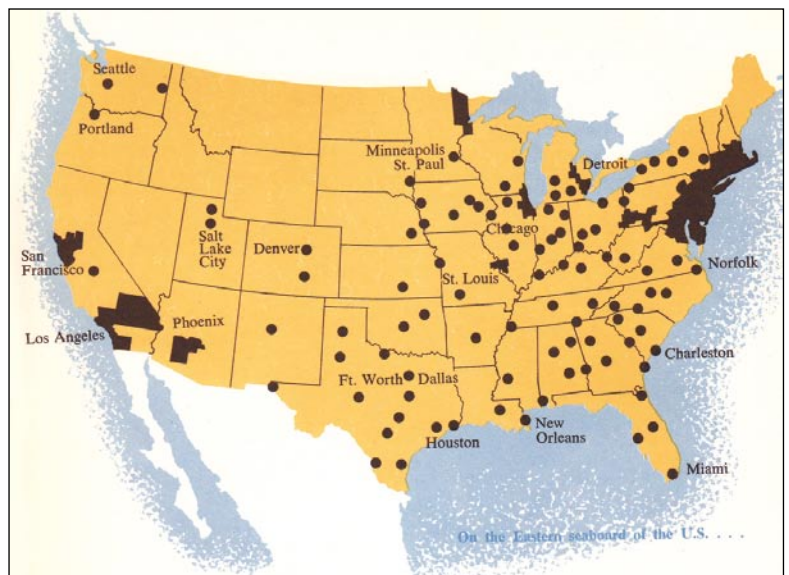 Seattle
Portland
Minneapolis
St. Paul
Detroit
Chicago
Salt
Lake
City
Denver
San
Francisco
St. Louis
Norfolk
Los Angeles
Phoenix
Charleston
Ft. Worth
Dallas
Houston
New
Orleans
Miami
On the Eastern seaboard of the U.S. . . . .